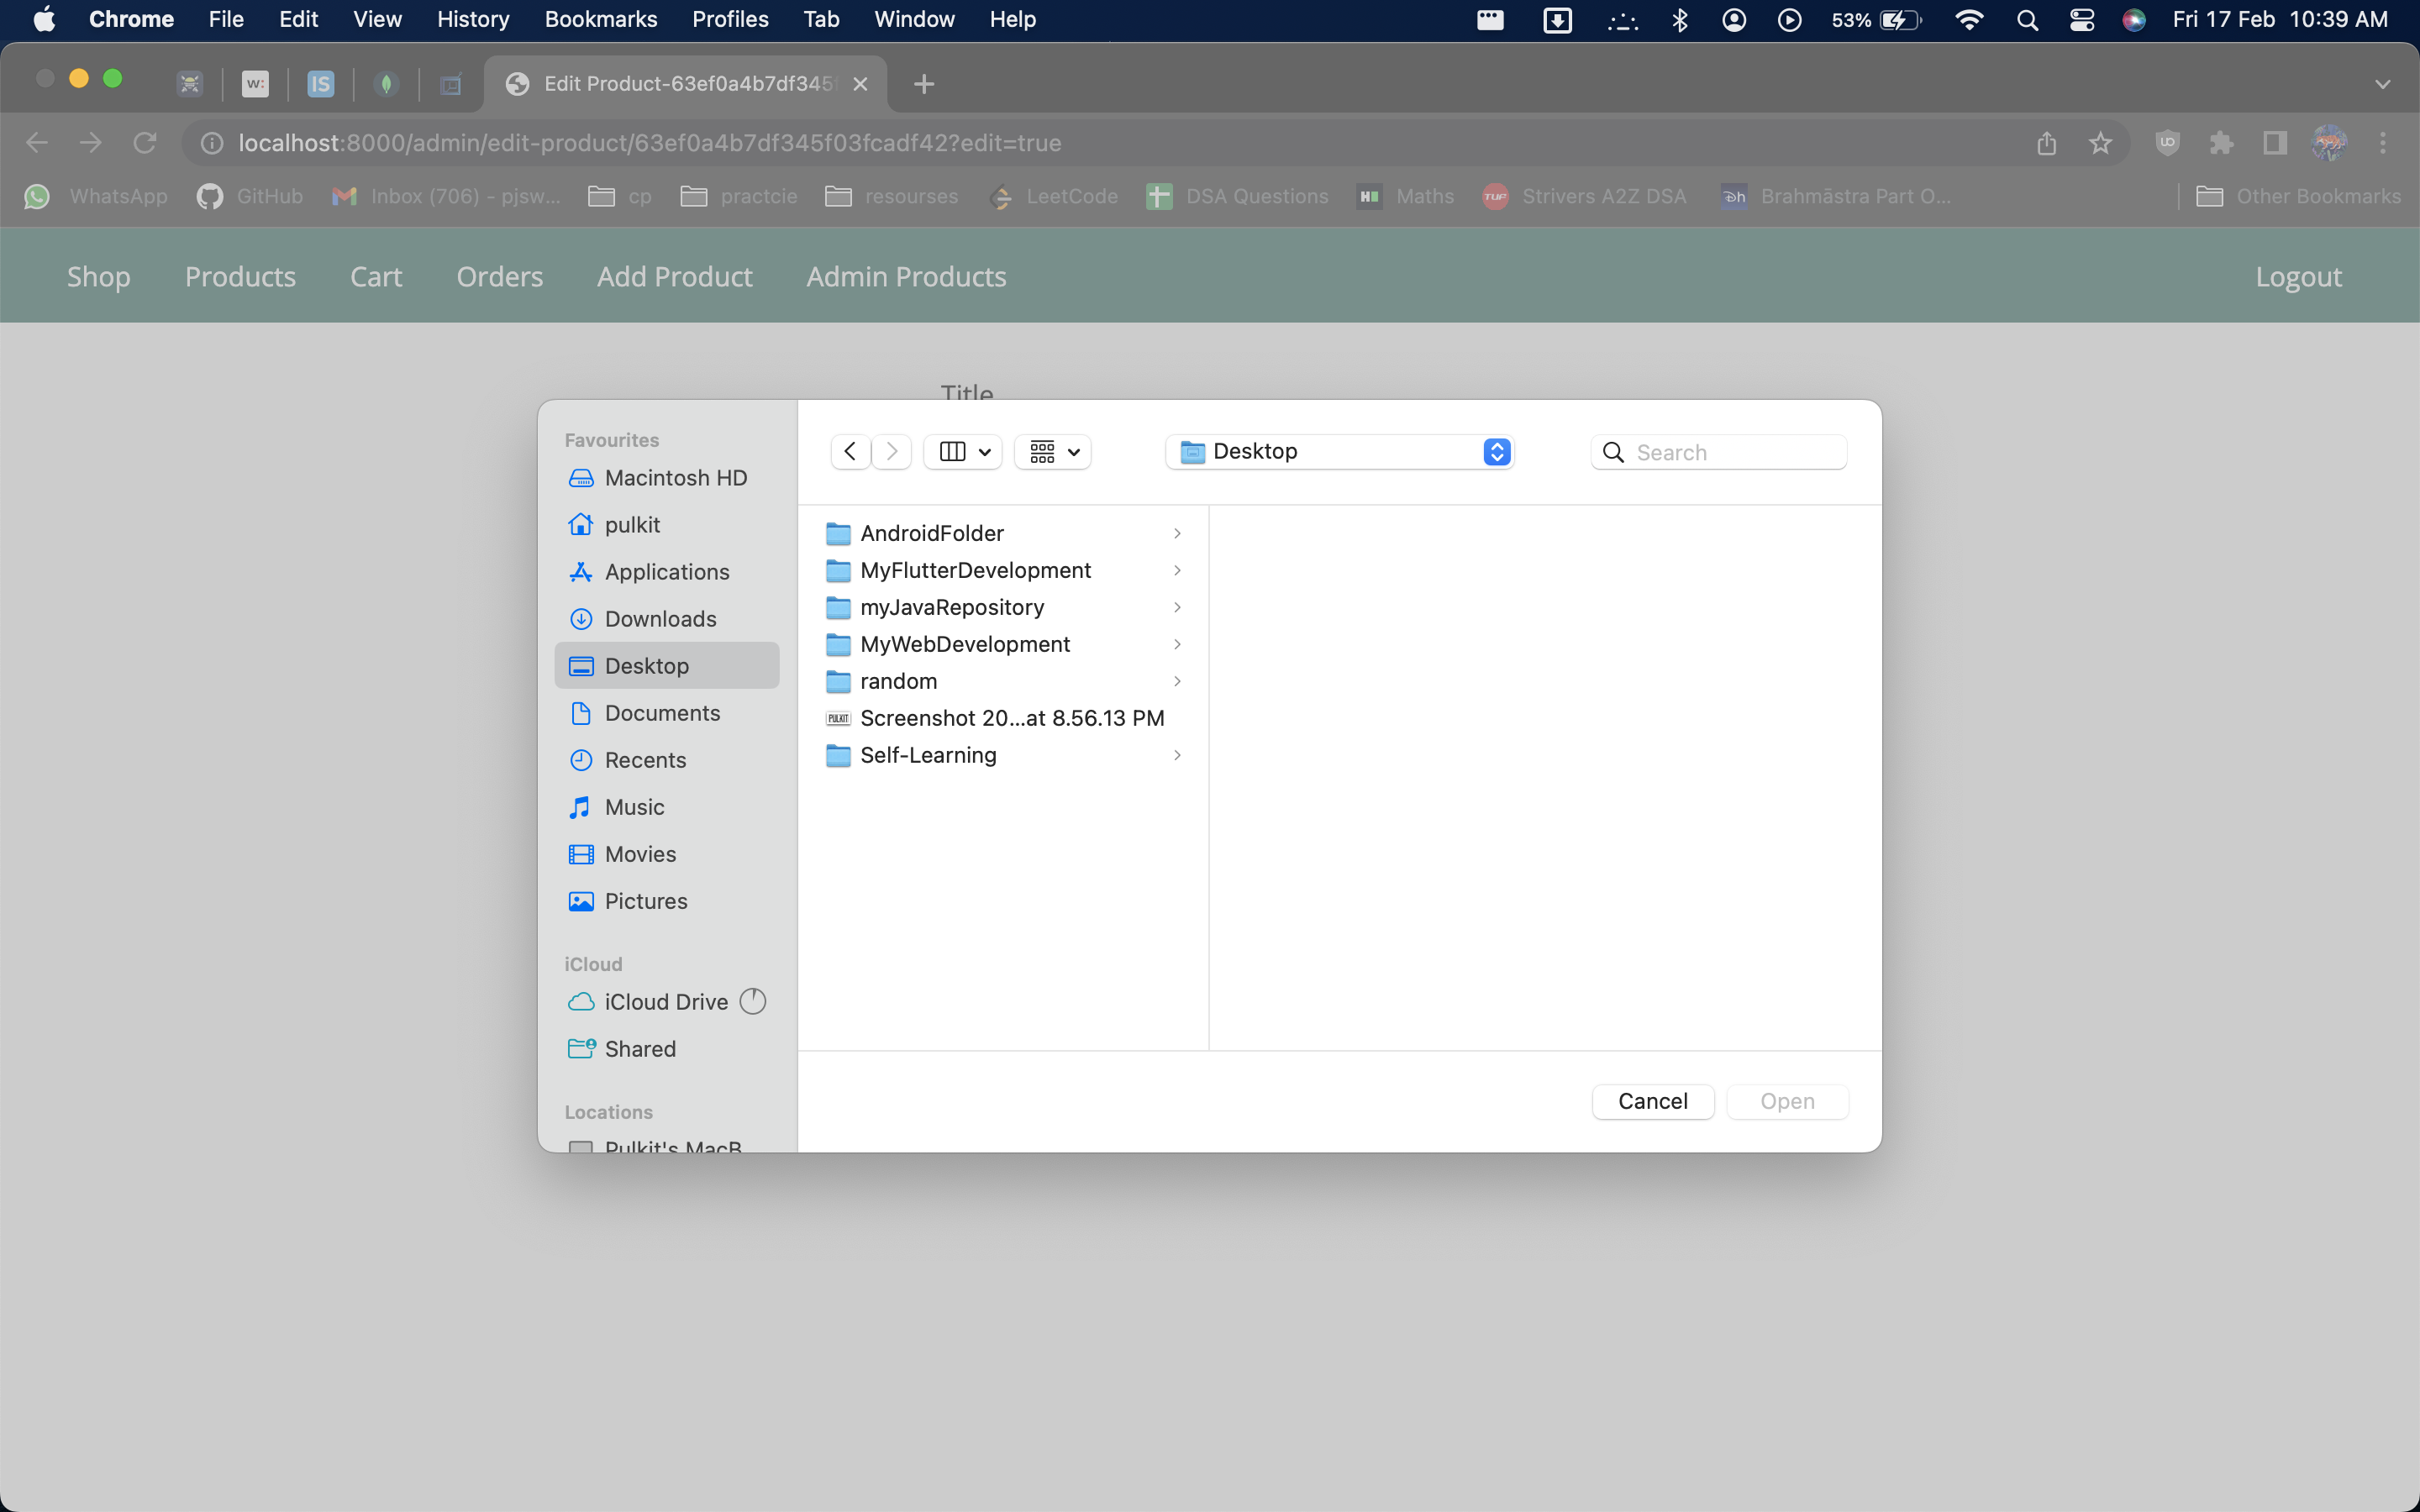 Chrome File Edit View History Bookmarks Profiles Tab Window Help 53% Fri 17 Feb 10:39 AM
w: IS Edit Product-63ef0a4b7df345f
localhost:8000/admin/edit-product/63ef0a4b7df345f03fcadf42?edit=true
WhatsApp GitHub Inbox (706) - pjsw... cp practcie resourses LeetCode DSA Questions Maths TUF Strivers A2Z DSA Brahmāstra Part O... Other Bookmarks
Shop Products Cart Orders Add Product Admin Products Logout
Title
Favourites
Macintosh HD
pulkit
Applications
Downloads
Desktop
Documents
Recents
Music
Movies
Pictures
iCloud
iCloud Drive
Shared
Locations
Pulkit's MacB
Desktop
Search
AndroidFolder
MyFlutterDevelopment
myJavaRepository
MyWebDevelopment
random
PULKIT Screenshot 20...at 8.56.13 PM
Self-Learning
Cancel Open